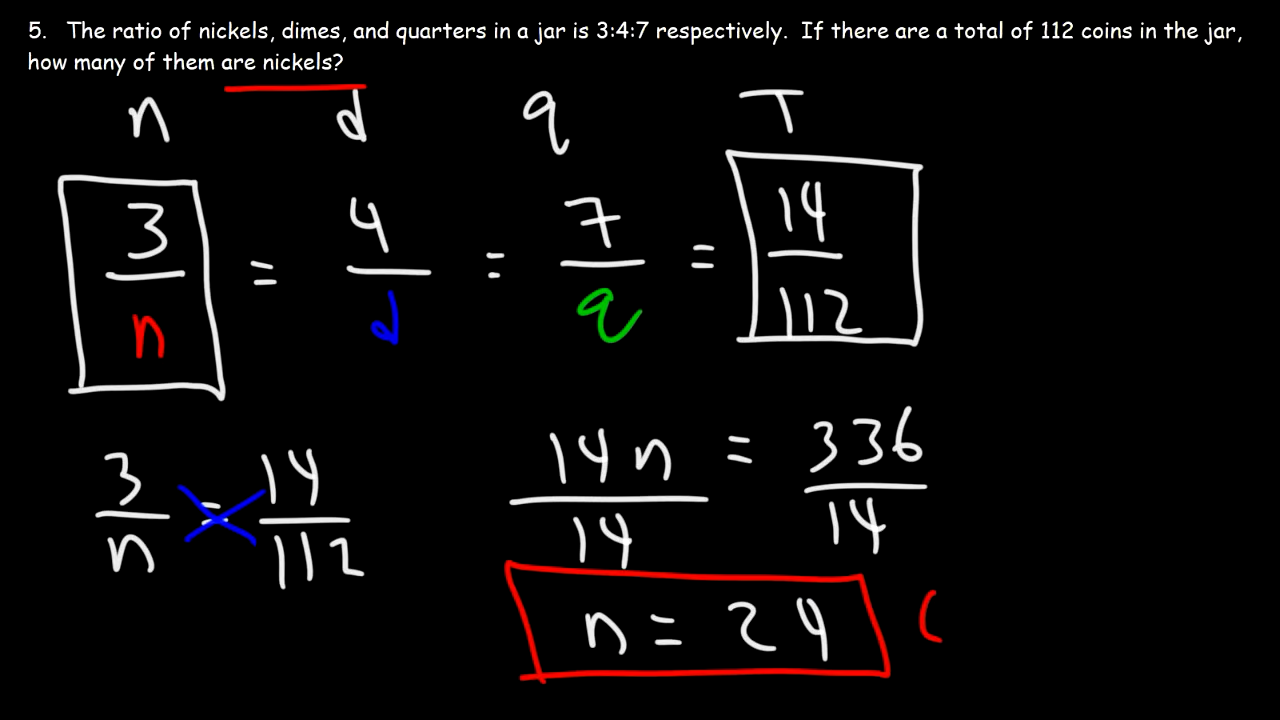 5. The ratio of nickels, dimes, and quarters in a jar is 3:4:7 respectively. If there are a total of 112 coins in the jar,
how many of them are nickels?
n d q T
3/n = 4/d = 7/q = 14/112
3/n = 14/112
14n/14 = 336/14
n = 24 (